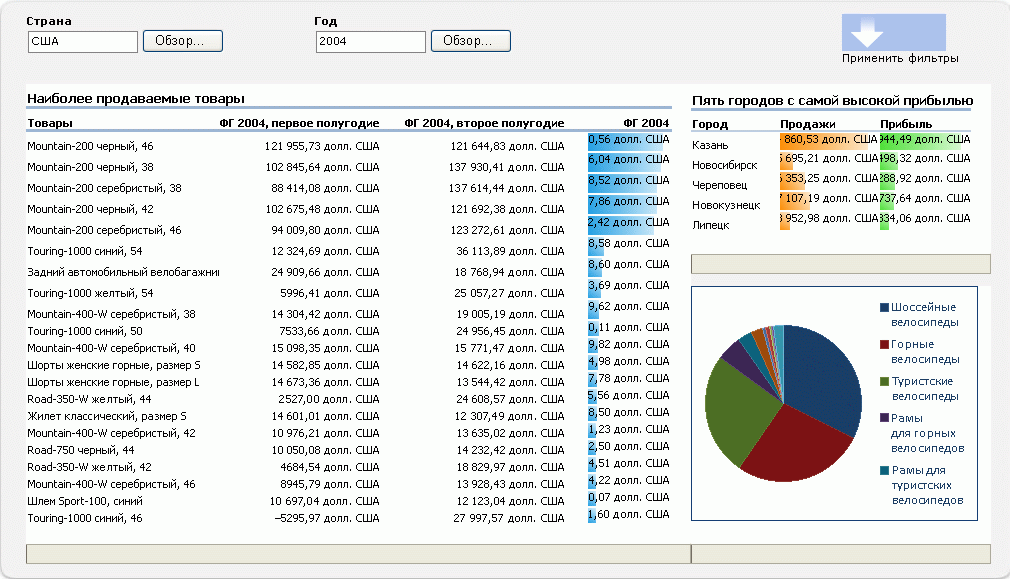 Страна
Год
США
Обзор...
2004
Обзор...
Применить фильтры
Наиболее продаваемые товары
Товары ФГ 2004, первое полугодие ФГ 2004, второе полугодие ФГ 2004
Mountain-200 черный, 46 121 955,73 долл. США 121 644,83 долл. США 0,56 долл. США
Mountain-200 черный, 38 102 845,64 долл. США 137 930,41 долл. США 6,04 долл. США
Mountain-200 серебристый, 38 88 414,08 долл. США 137 614,44 долл. США 8,52 долл. США
Mountain-200 черный, 42 102 675,48 долл. США 121 692,38 долл. США 7,86 долл. США
Mountain-200 серебристый, 46 94 009,80 долл. США 123 272,61 долл. США 2,42 долл. США
Touring-1000 синий, 54 12 324,69 долл. США 36 113,89 долл. США 8,58 долл. США
Задний автомобильный велобагажник 24 909,66 долл. США 18 768,94 долл. США 8,60 долл. США
Touring-1000 желтый, 54 5996,41 долл. США 25 057,27 долл. США 3,69 долл. США
Mountain-400-W серебристый, 38 14 304,42 долл. США 19 005,19 долл. США 9,62 долл. США
Touring-1000 синий, 50 7533,66 долл. США 24 956,45 долл. США 0,11 долл. США
Mountain-400-W серебристый, 40 15 098,35 долл. США 15 771,47 долл. США 9,82 долл. США
Шорты женские горные, размер S 14 582,85 долл. США 14 622,16 долл. США 4,98 долл. США
Шорты женские горные, размер L 14 673,36 долл. США 13 544,42 долл. США 7,78 долл. США
Road-350-W желтый, 44 2527,00 долл. США 24 608,57 долл. США 5,56 долл. США
Жилет классический, размер S 14 601,01 долл. США 12 307,49 долл. США 8,50 долл. США
Mountain-400-W серебристый, 42 10 976,21 долл. США 13 635,02 долл. США 1,23 долл. США
Road-750 черный, 44 10 050,08 долл. США 14 232,42 долл. США 2,50 долл. США
Road-350-W желтый, 42 4684,54 долл. США 18 829,97 долл. США 4,51 долл. США
Mountain-400-W серебристый, 46 8945,79 долл. США 13 928,43 долл. США 4,22 долл. США
Шлем Sport-100, синий 10 697,04 долл. США 12 123,04 долл. США 0,07 долл. США
Touring-1000 синий, 46 –5295,97 долл. США 27 997,57 долл. США 1,60 долл. США
Пять городов с самой высокой прибылью
Город Продажи Прибыль
Казань 860,53 долл. США 944,49 долл. США
Новосибирск 695,21 долл. США 498,32 долл. США
Череповец 353,25 долл. США 288,92 долл. США
Новокузнецк 107,19 долл. США 737,64 долл. США
Липецк 952,98 долл. США 334,06 долл. США
Шоссейные
велосипеды
Горные
велосипеды
Туристские
велосипеды
Рамы
для горных
велосипедов
Рамы для
туристских
велосипедов